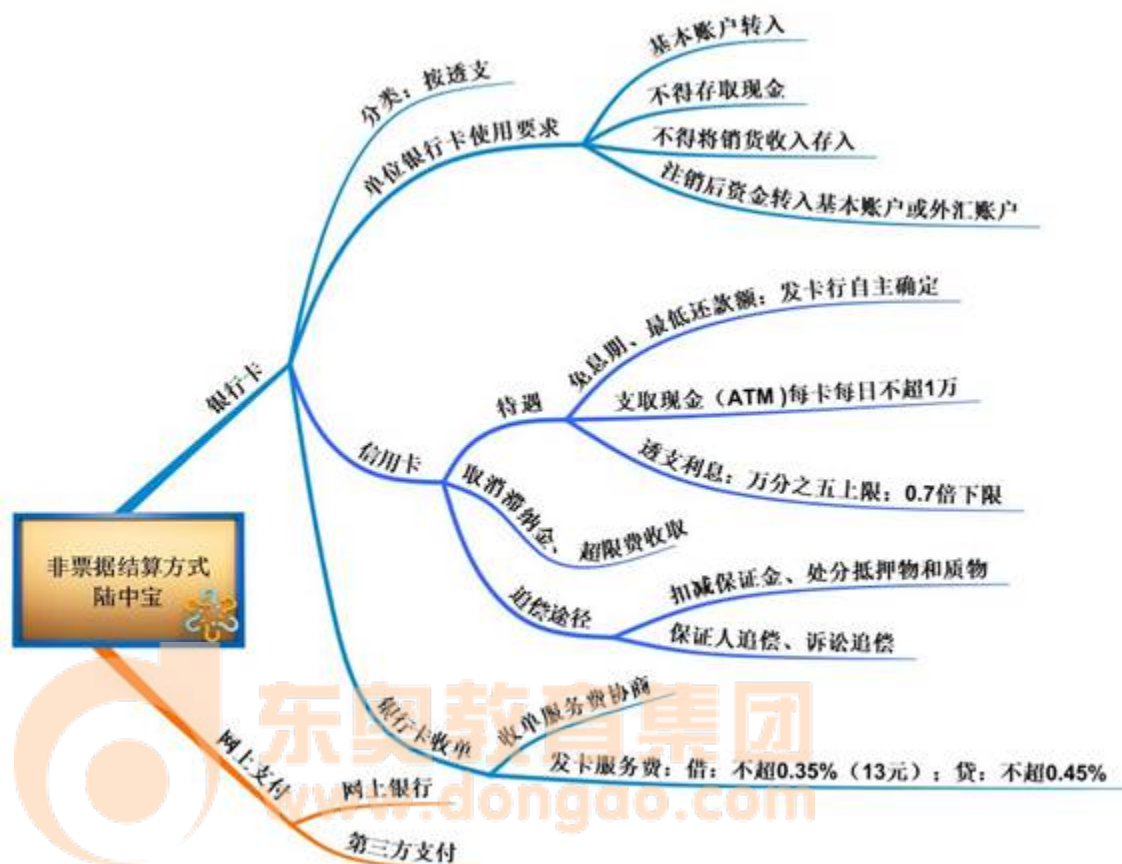 基本账户转入
分类：按透支
不得存取现金
单位银行卡使用要求
不得将销货收入存入
注销后资金转入基本账户或外汇账户
免息期、最低还款额：发卡行自主确定
银行卡
待遇
支取现金（ATM )每卡每日不超1万
信用卡
透支利息：万分之五上限：0.7倍下限
取消滞纳金、超限费收取
非票据结算方式
陆中宝
追偿途径
扣减保证金、处分抵押物和质物
保证人追偿、诉讼追偿
银行卡收单
收单服务费协商
发卡服务费：借：不超0.35%（13元）；贷：不超0.45%
网上支付
网上银行
第三方支付
东奥教育集团
www.dongao.com